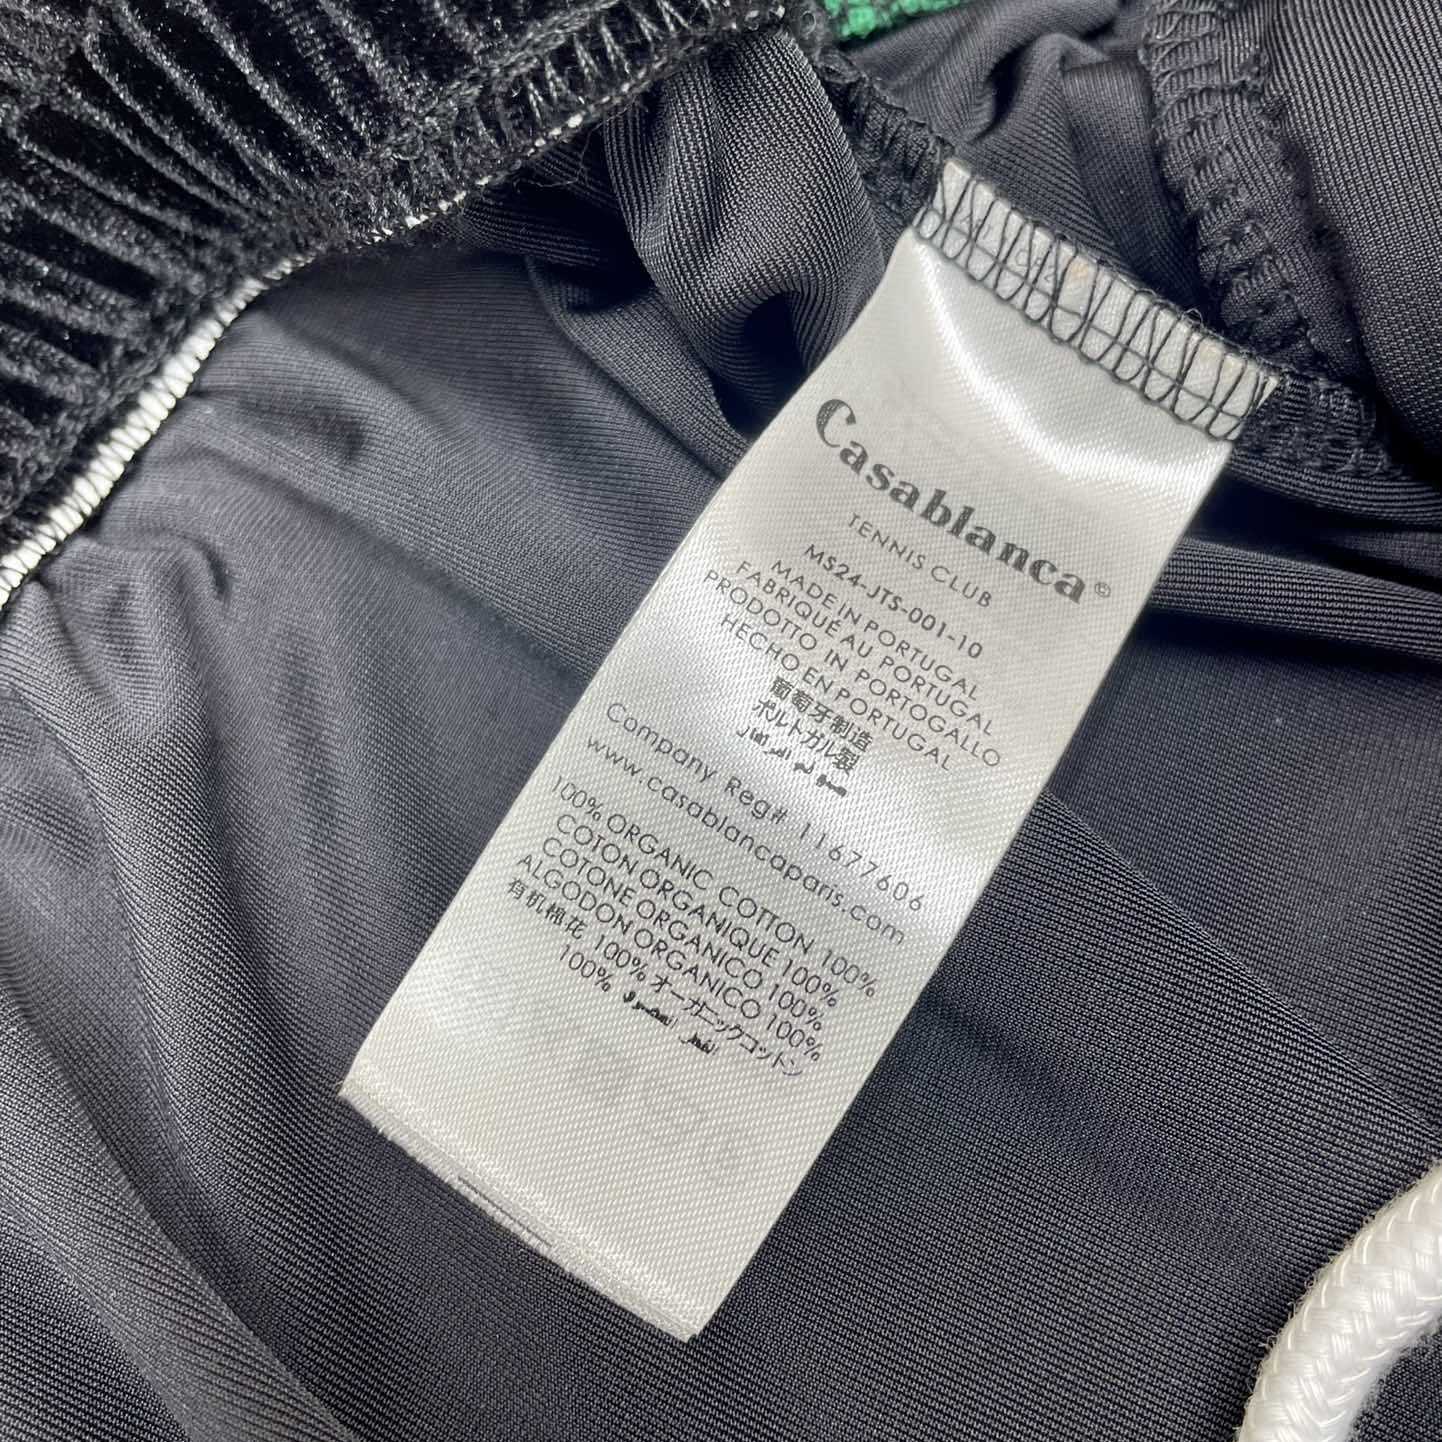 Casablanca©
TENNIS CLUB
MS24-JTS-001-10
MADE IN PORTUGAL
FABRIQUÉ AU PORTUGAL
PRODOTTO IN PORTOGALLO
HECHO EN PORTUGAL
葡萄牙制造
ポルトガル製
Company Reg# 11677606
www.casablancaparis.com
100% ORGANIC COTTON 100%
COTON ORGANIQUE 100%
COTONE ORGANICO 100%
ALGODON ORGANICO 100%
有机棉花 100% オーガニックコットン
100%